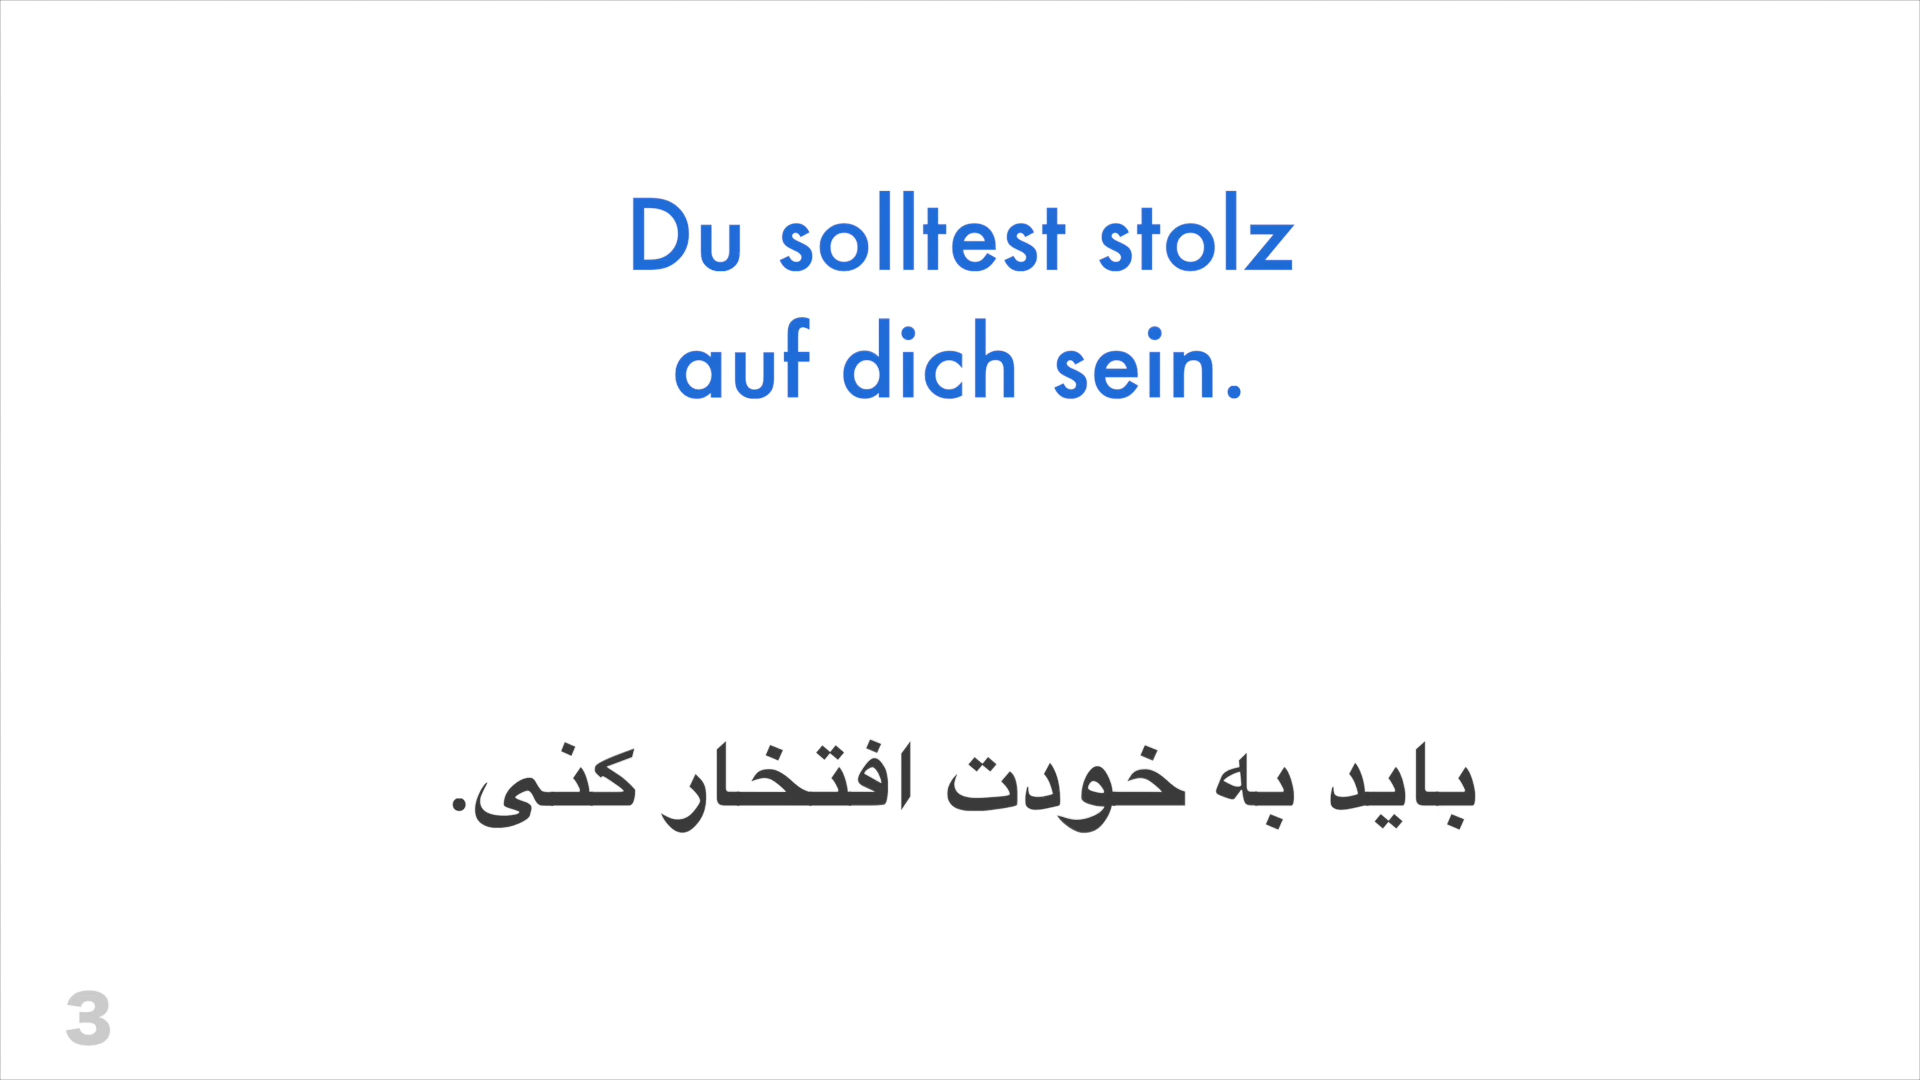 Du solltest stolz
auf dich sein.
باید به خودت افتخار کنی.
3